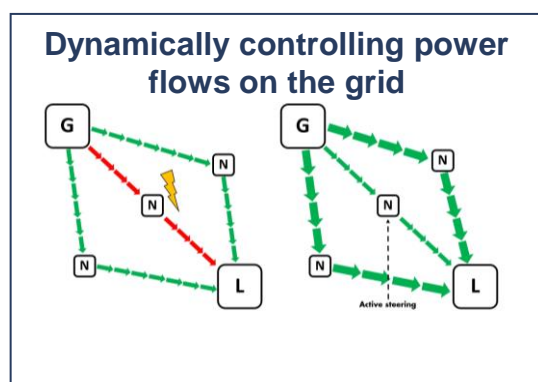 Dynamically controlling power
flows on the grid
G
N
N
N
L
G
N
N
N
L
Active steering